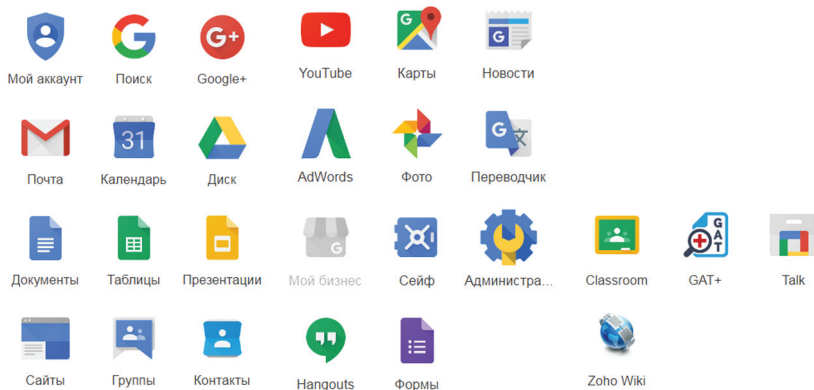 Мой аккаунт
Поиск
G+
Google+
YouTube
G
Карты
G
Новости
Почта
31
Календарь
Диск
AdWords
Фото
G
Переводчик
Документы
Таблицы
Презентации
G
Мой бизнес
Сейф
Администра...
Classroom
GAT
GAT+
Talk
Сайты
Группы
Контакты
Hangouts
Формы
Zoho Wiki